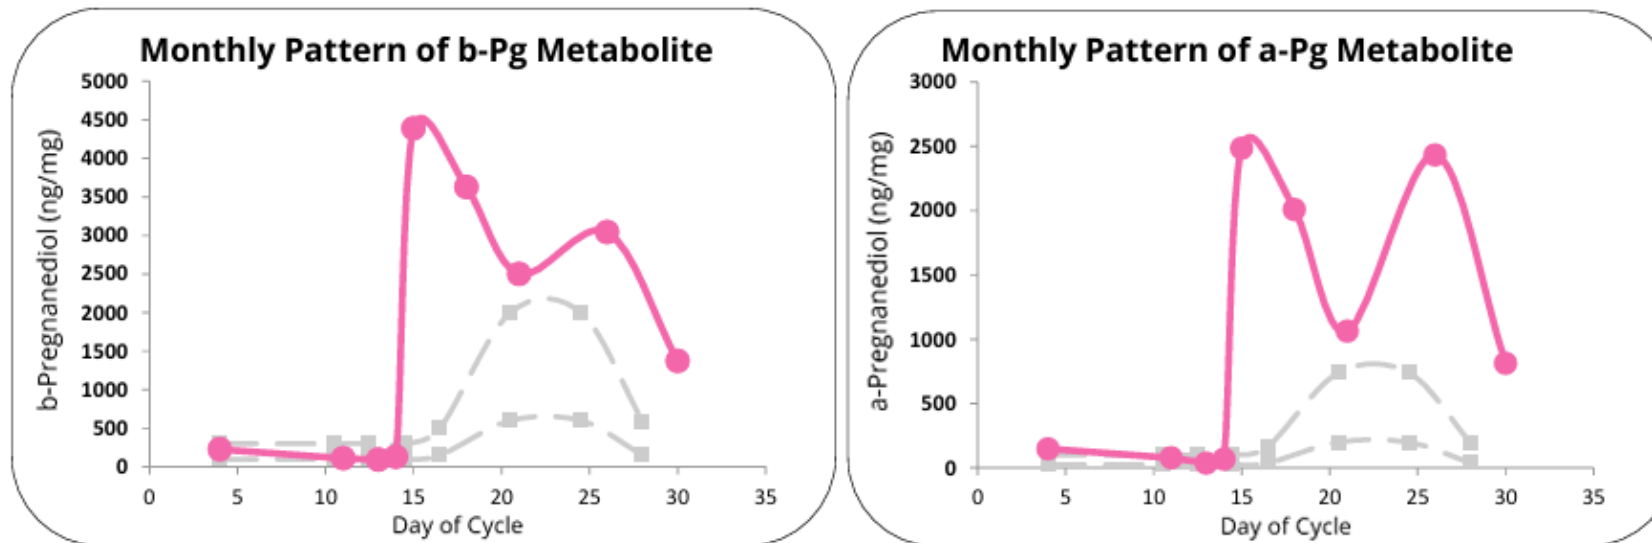 Monthly Pattern of b-Pg Metabolite
5000
4500
4000
3500
3000
2500
2000
1500
1000
500
0
b-Pregnanediol (ng/mg)
0 5 10 15 20 25 30 35
Day of Cycle
Monthly Pattern of a-Pg Metabolite
3000
2500
2000
1500
1000
500
0
a-Pregnanediol (ng/mg)
0 5 10 15 20 25 30 35
Day of Cycle